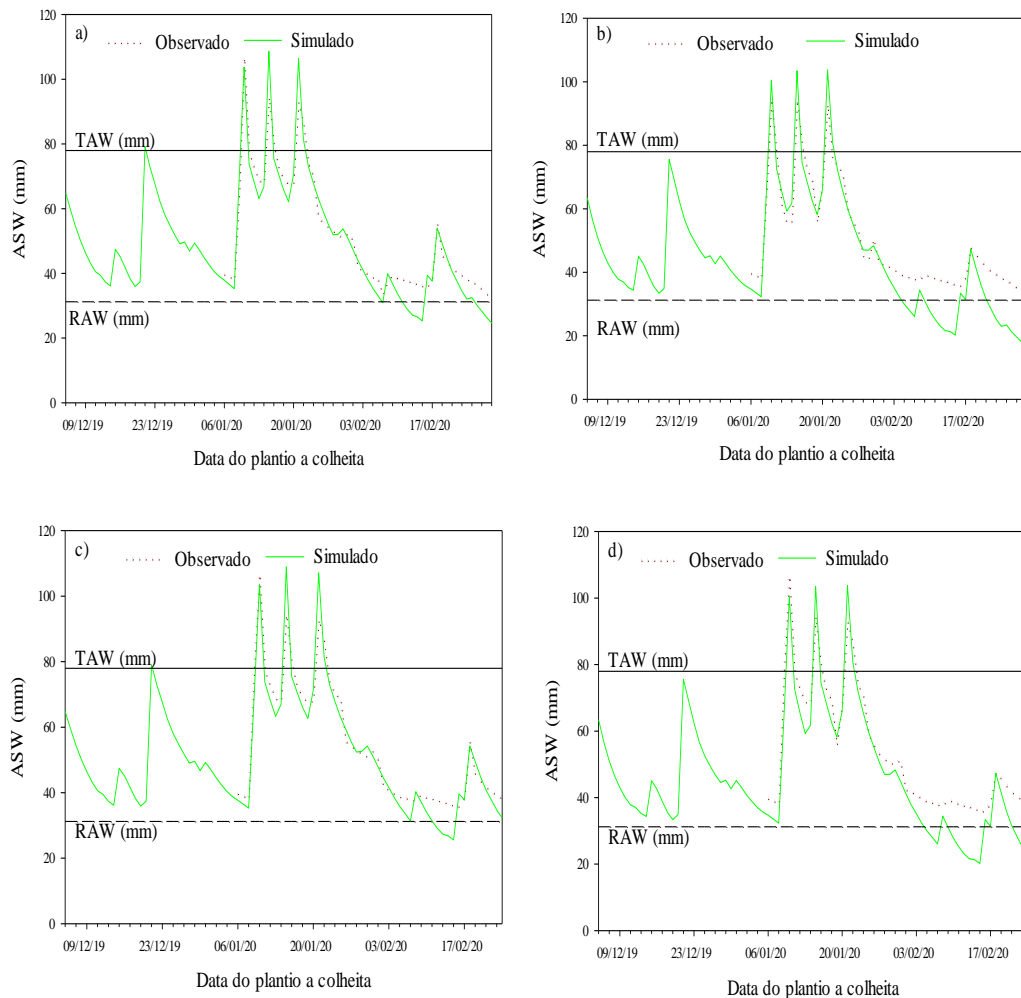 a)
Observado Simulado
TAW (mm)
RAW (mm)
ASW (mm)
120
100
80
60
40
20
0
09/12/19 23/12/19 06/01/20 20/01/20 03/02/20 17/02/20
Data do plantio a colheita
b)
Observado Simulado
TAW (mm)
RAW (mm)
ASW (mm)
120
100
80
60
40
20
0
09/12/19 23/12/19 06/01/20 20/01/20 03/02/20 17/02/20
Data do plantio a colheita
c)
Observado Simulado
TAW (mm)
RAW (mm)
ASW (mm)
120
100
80
60
40
20
0
09/12/19 23/12/19 06/01/20 20/01/20 03/02/20 17/02/20
Data do plantio a colheita
d)
Observado Simulado
TAW (mm)
RAW (mm)
ASW (mm)
120
100
80
60
40
20
0
09/12/19 23/12/19 06/01/20 20/01/20 03/02/20 17/02/20
Data do plantio a colheita